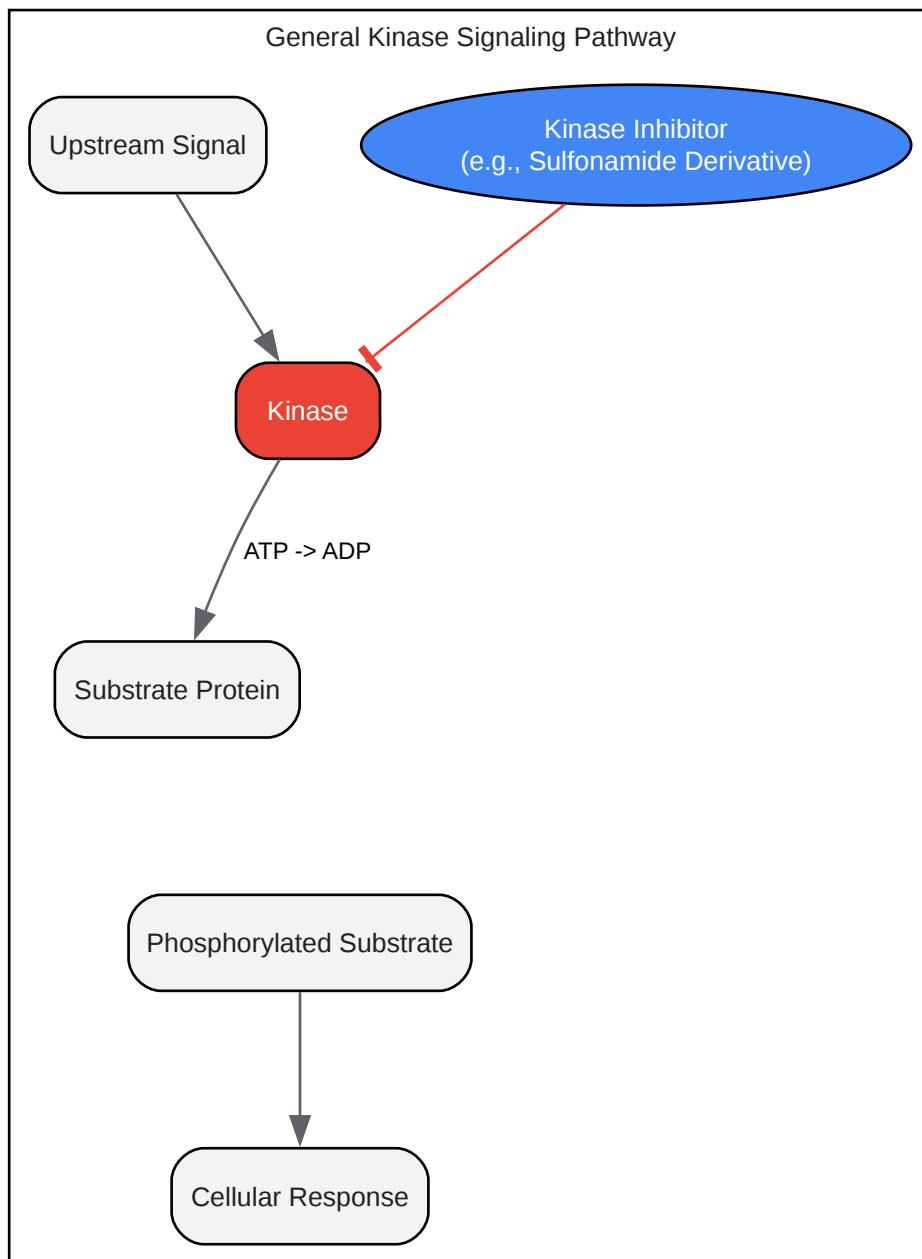 General Kinase Signaling Pathway
Upstream Signal
Kinase Inhibitor
(e.g., Sulfonamide Derivative)
Kinase
ATP -> ADP
Substrate Protein
Phosphorylated Substrate
Cellular Response